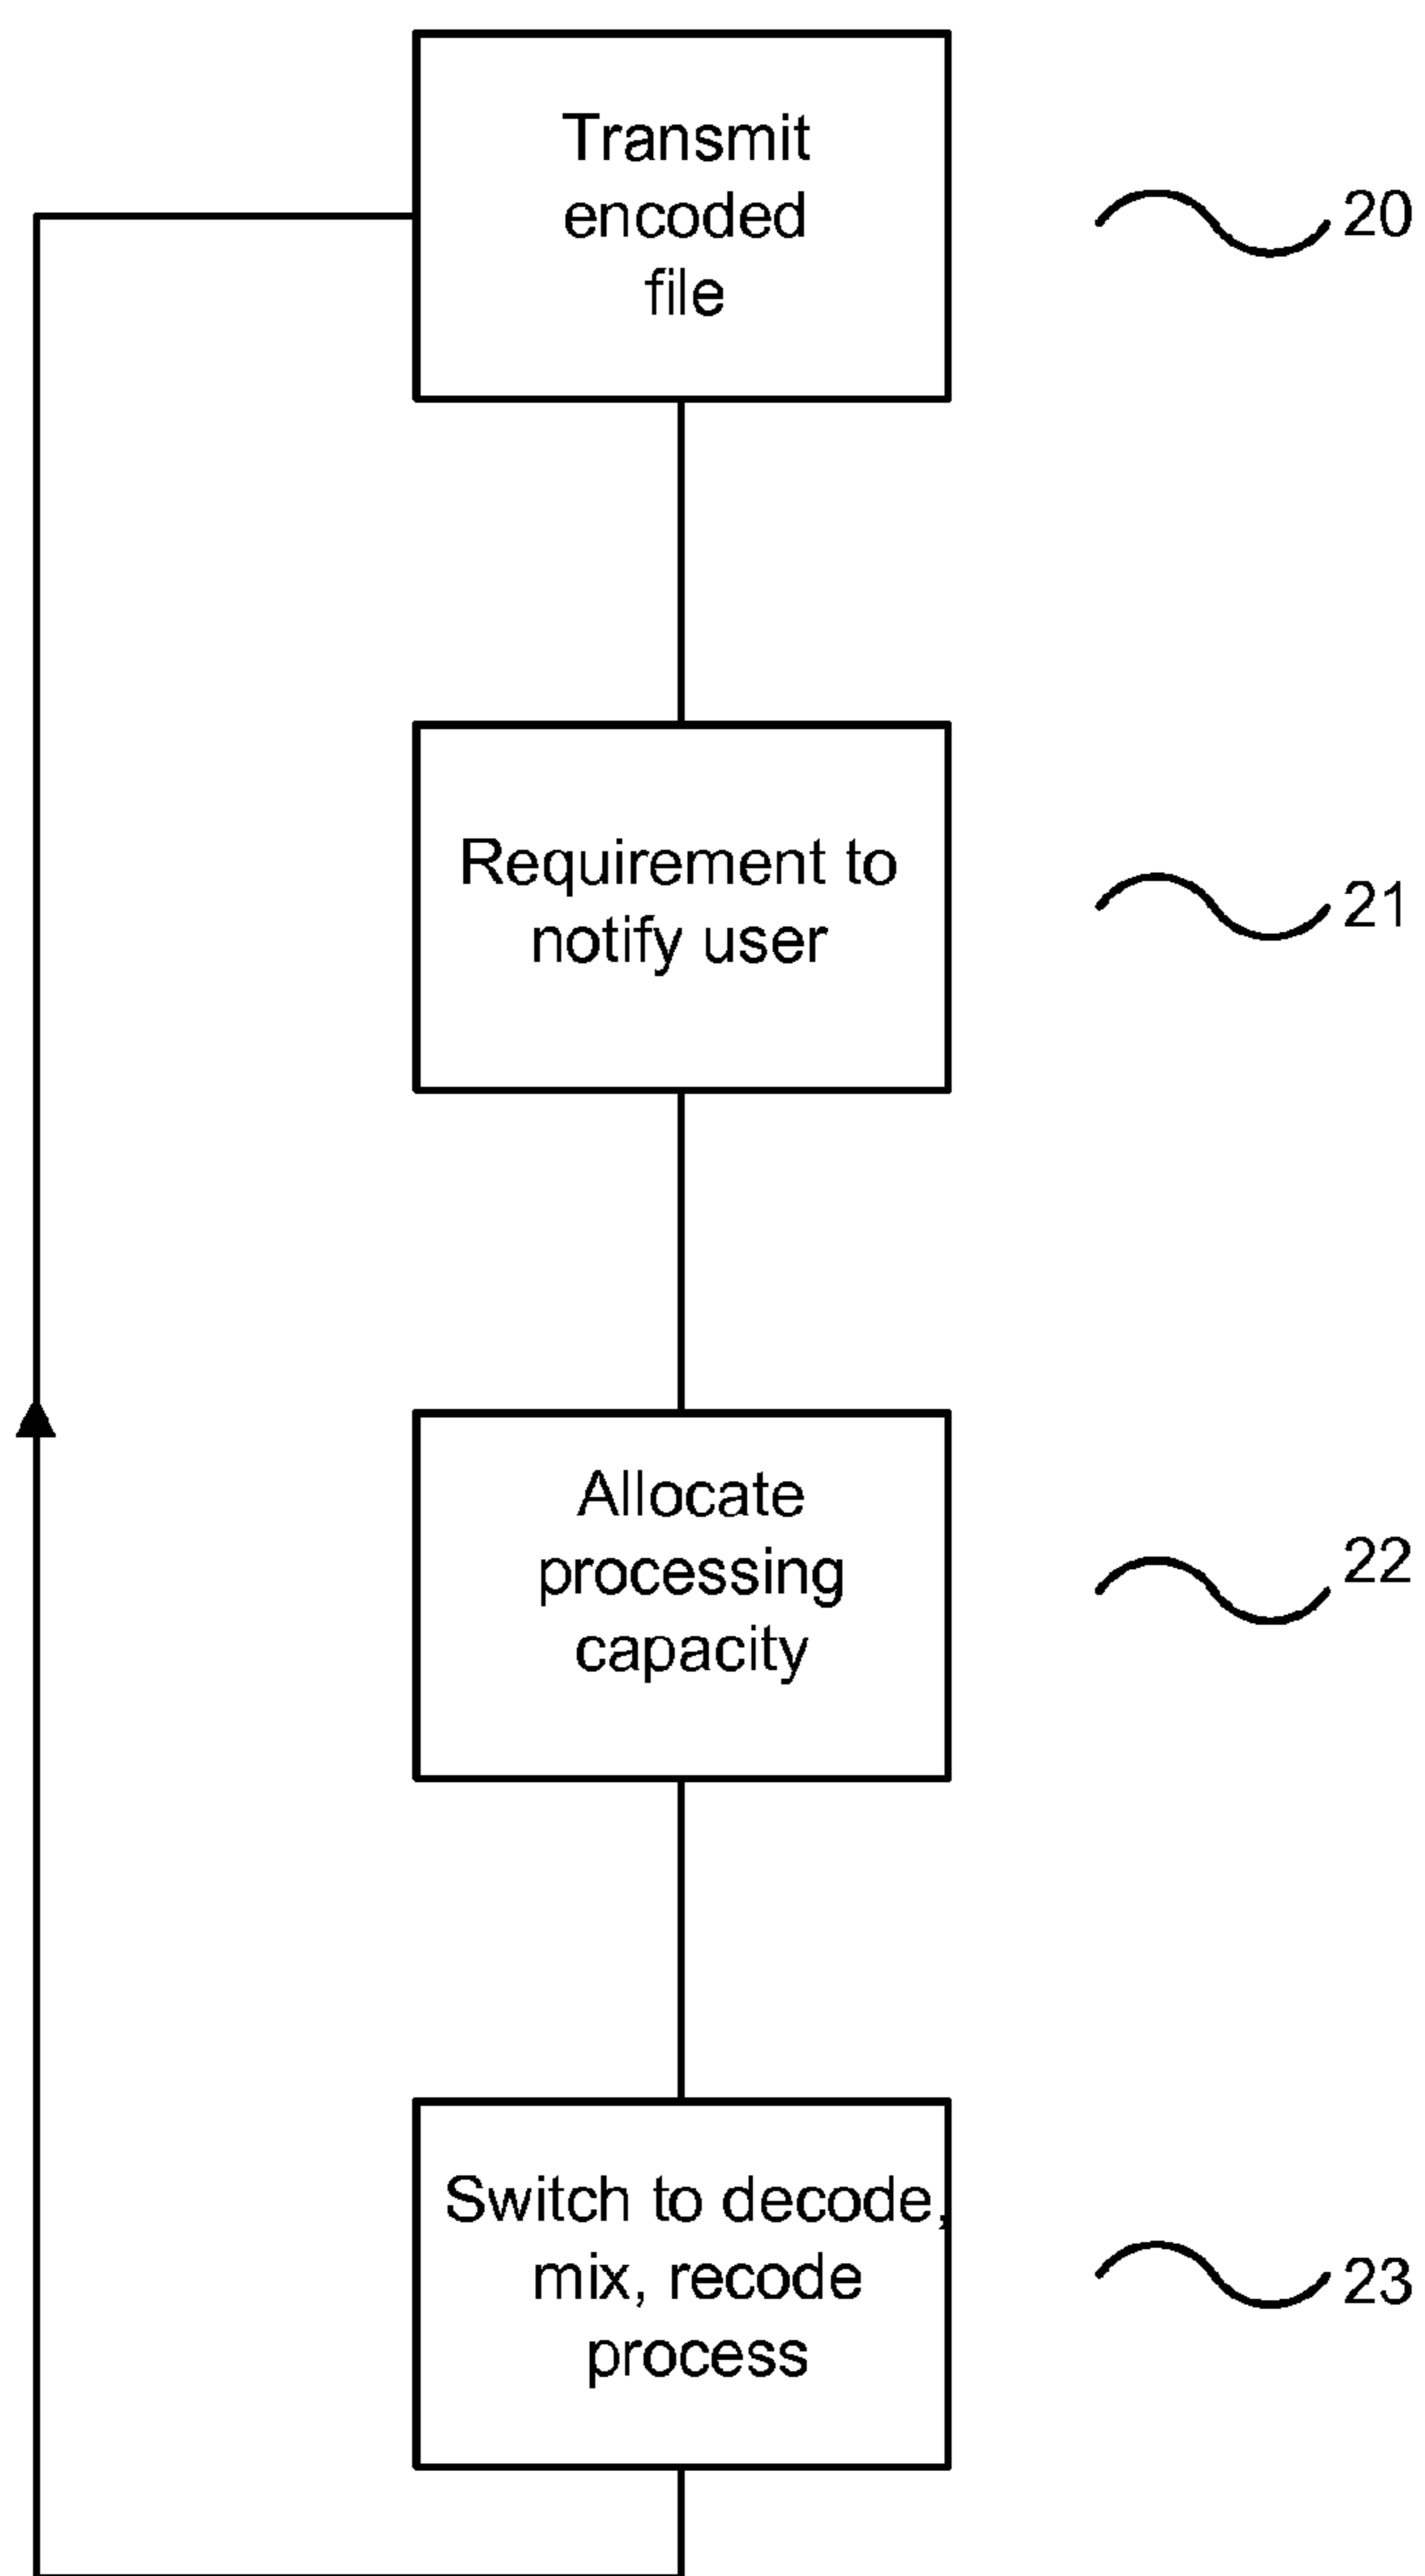 Transmit
encoded
file
20
Requirement to
notify user
21
Allocate
processing
capacity
22
Switch to decode,
mix, recode
process
23